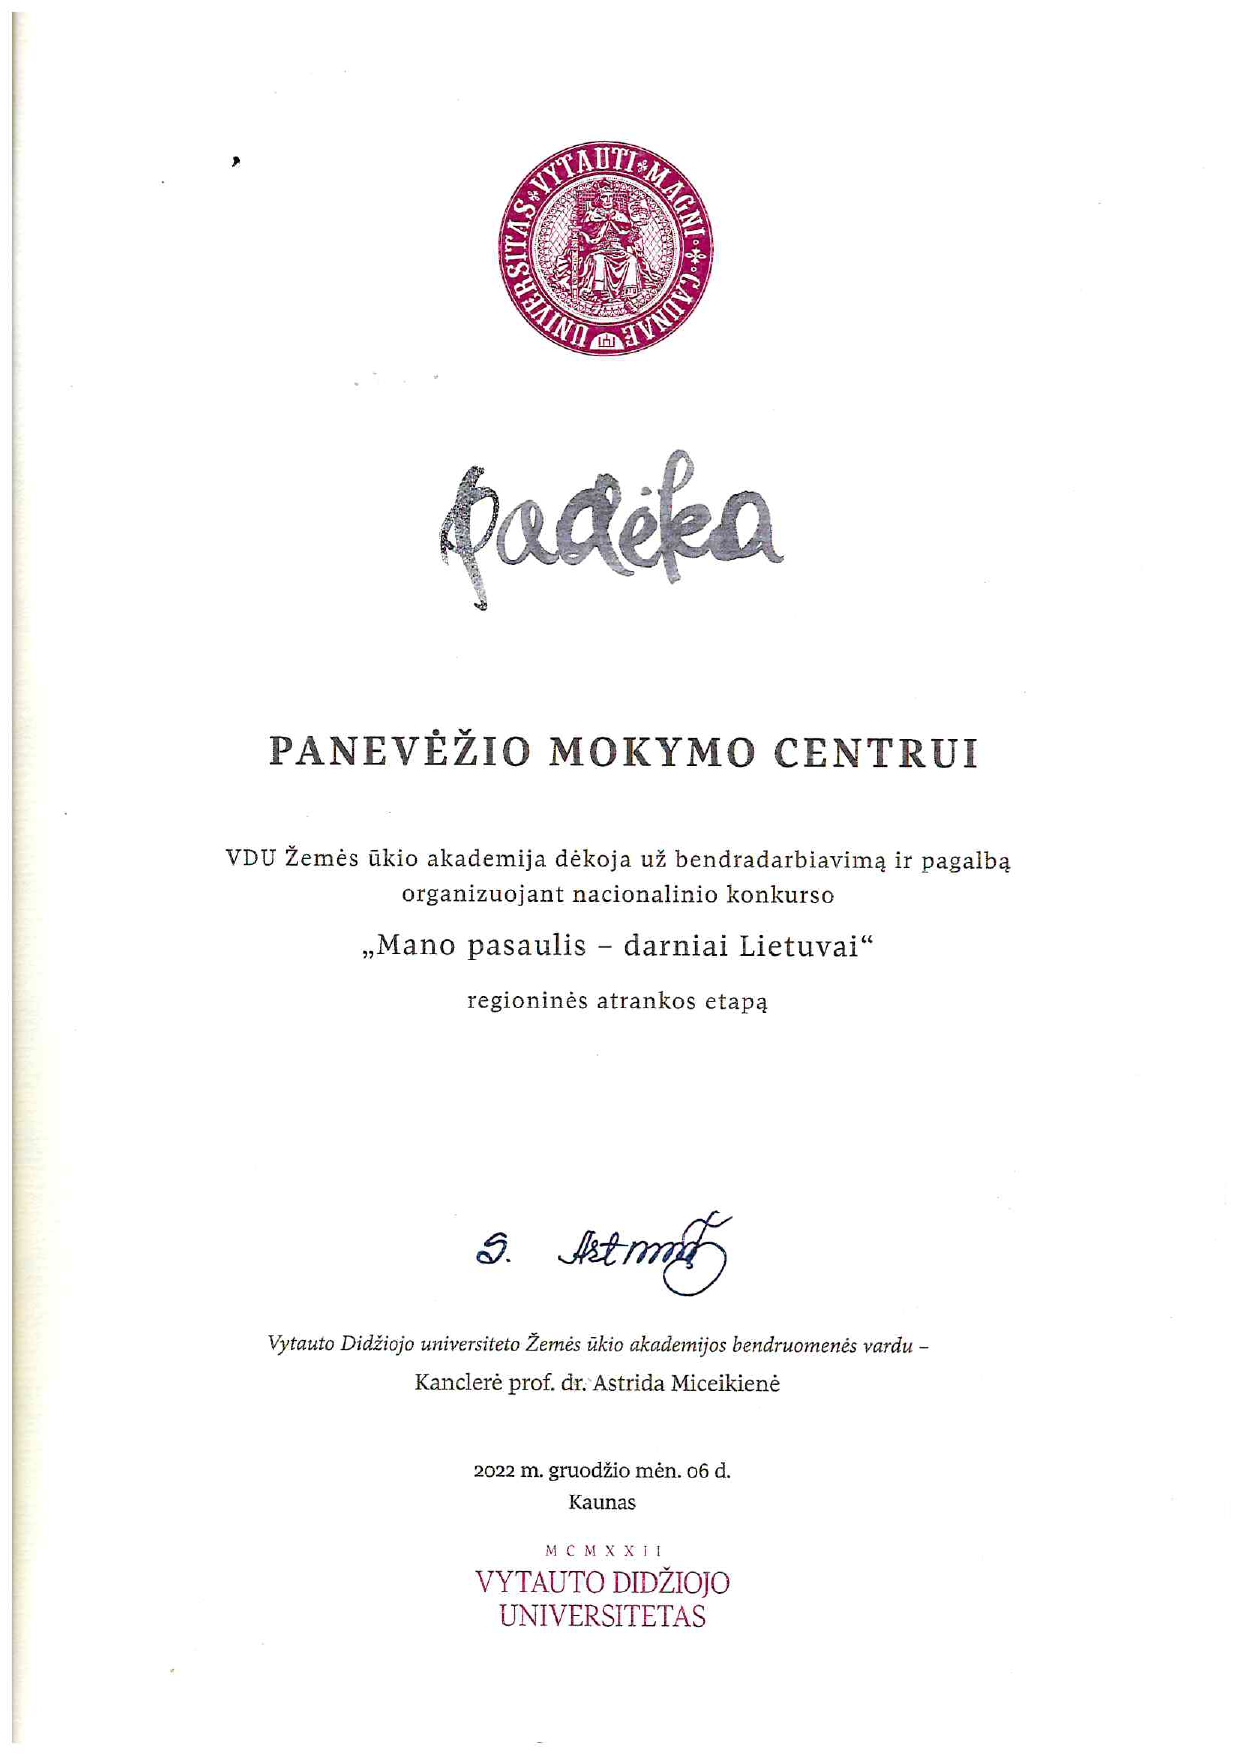 UNIVERSITAS VYTAUTI MAGNI CAUNAE
padėka
PANEVĖŽIO MOKYMO CENTRUI
VDU Žemės ūkio akademija dėkoja už bendradarbiavimą ir pagalbą
organizuojant nacionalinio konkurso
„Mano pasaulis – darniai Lietuvai“
regioninės atrankos etapą
Vytauto Didžiojo universiteto Žemės ūkio akademijos bendruomenės vardu –
Kanclerė prof. dr. Astrida Miceikienė
2022 m. gruodžio mėn. 06 d.
Kaunas
MCMXXII
VYTAUTO DIDŽIOJO
UNIVERSITETAS